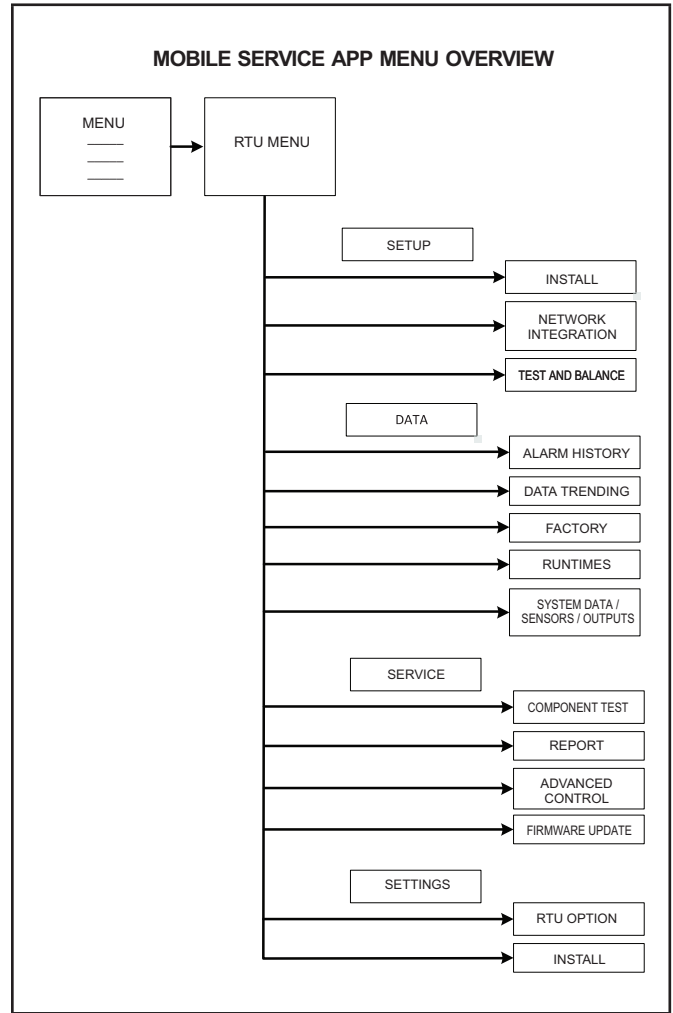 MOBILE SERVICE APP MENU OVERVIEW
MENU
RTU MENU
SETUP
INSTALL
NETWORK
INTEGRATION
TEST AND BALANCE
DATA
ALARM HISTORY
DATA TRENDING
FACTORY
RUNTIMES
SYSTEM DATA /
SENSORS / OUTPUTS
SERVICE
COMPONENT TEST
REPORT
ADVANCED
CONTROL
FIRMWARE UPDATE
SETTINGS
RTU OPTION
INSTALL